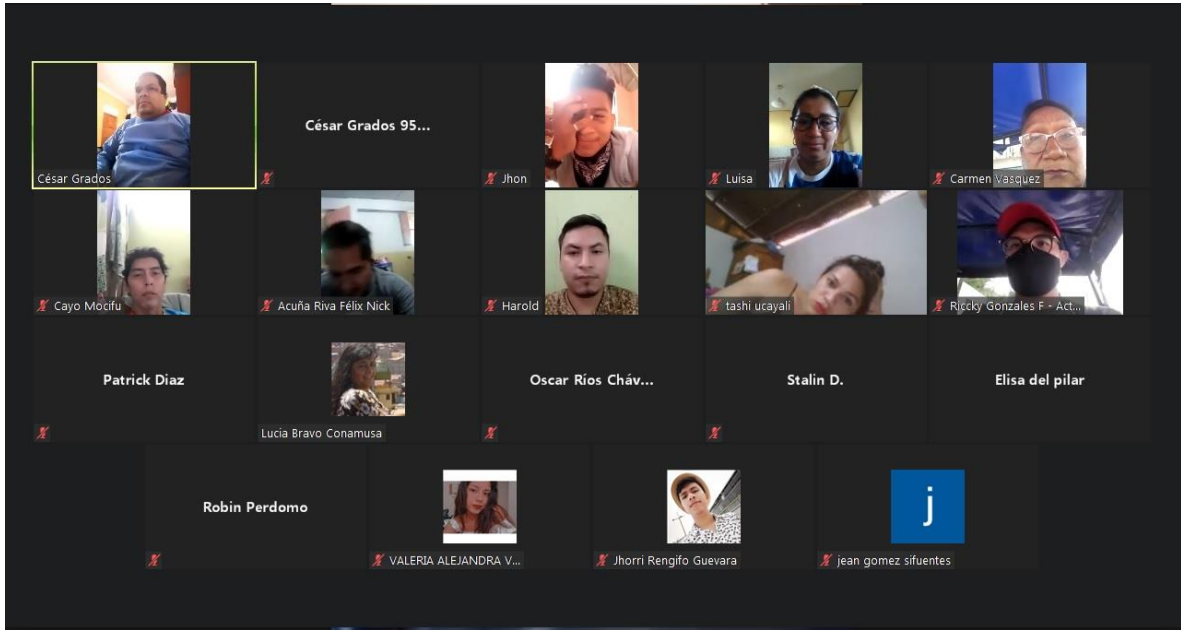 César Grados
César Grados 95...
Jhon
Luisa
Carmen Vasquez
Cayo Mocifu
Acuña Riva Félix Nick
Harold
tashi ucayali
Riccky Gonzales F - Act...
Patrick Diaz
Lucia Bravo Conamusa
Oscar Ríos Cháv...
Stalin D.
Elisa del pilar
Robin Perdomo
VALERIA ALEJANDRA V...
Jhorri Rengifo Guevara
j
jean gomez sifuentes